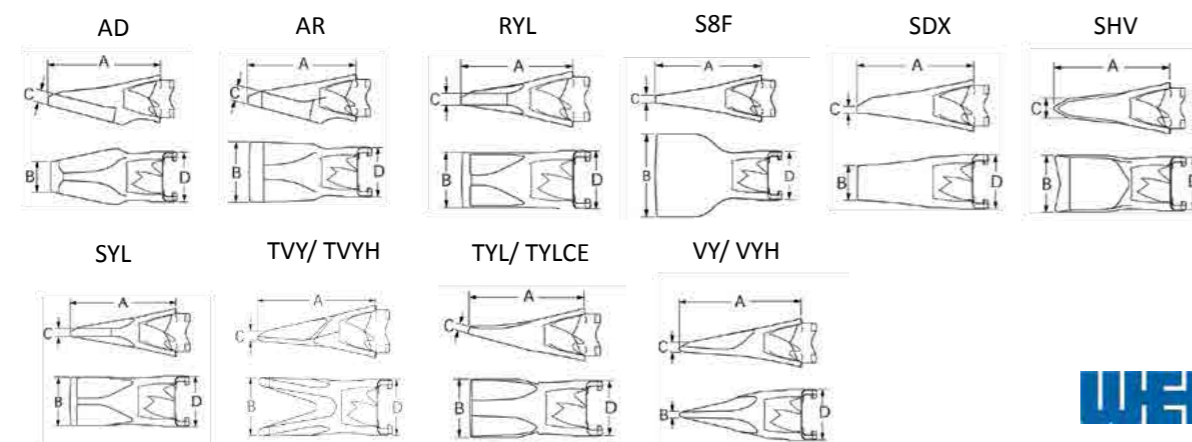 AD AR RYL S8F SDX SHV
A A A A A A
C C C C C C
B D B D B D B D B D B D
SYL TVY/ TVYH TYL/ TYLCE VY/ VYH
A A A A
C C C C
B D B D B D B D